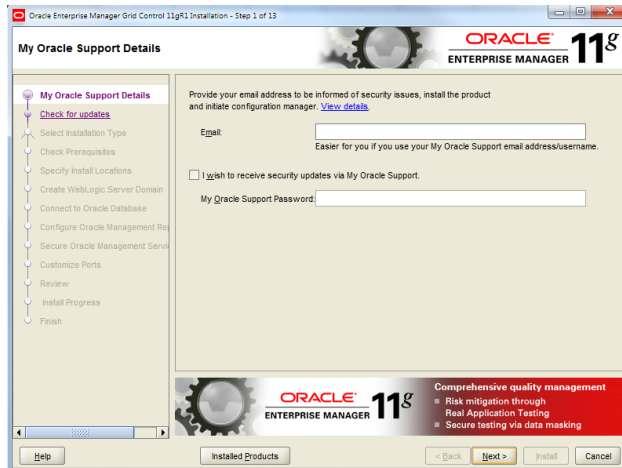 Oracle Enterprise Manager Grid Control 11gR1 Installation - Step 1 of 13
My Oracle Support Details
ORACLE
ENTERPRISE MANAGER 11g
My Oracle Support Details
Check for updates
Select Installation Type
Check Prerequisites
Specify Install Locations
Create WebLogic Server Domain
Connect to Oracle Database
Configure Oracle Management Rep
Secure Oracle Management Servi
Customize Ports
Review
Install Progress
Finish
Provide your email address to be informed of security issues, install the product
and initiate configuration manager. View details.
Email:
Easier for you if you use your My Oracle Support email address/username.
I wish to receive security updates via My Oracle Support.
My Oracle Support Password:
ORACLE
ENTERPRISE MANAGER 11g
Comprehensive quality management
Risk mitigation through
Real Application Testing
Secure testing via data masking
Help
Installed Products
< Back
Next >
Install
Cancel